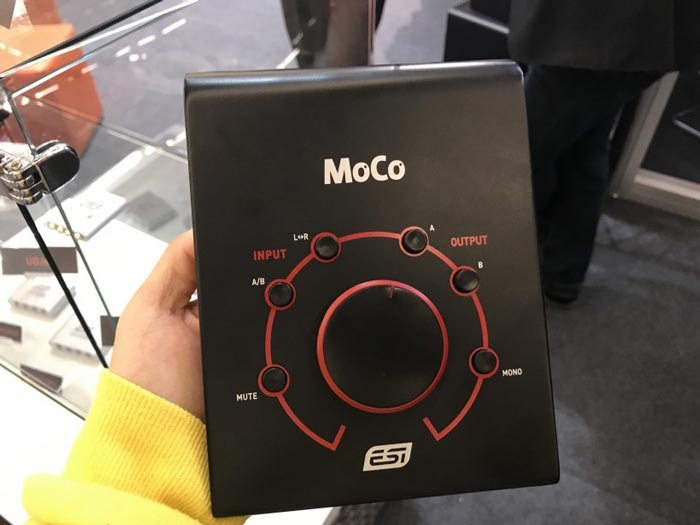 MoCo
L↔R
A
INPUT
OUTPUT
A/B
B
MUTE
MONO
ESI